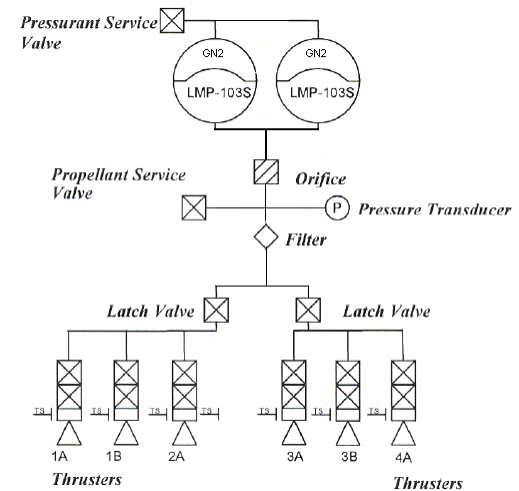 Pressurant Service
Valve
GN2
GN2
LMP-103S
LMP-103S
Propellant Service
Valve
Orifice
P
Pressure Transducer
Filter
Latch Valve
Latch Valve
TS
TS
TS
TS
TS
TS
TS
1A
1B
2A
3A
3B
4A
Thrusters
Thrusters